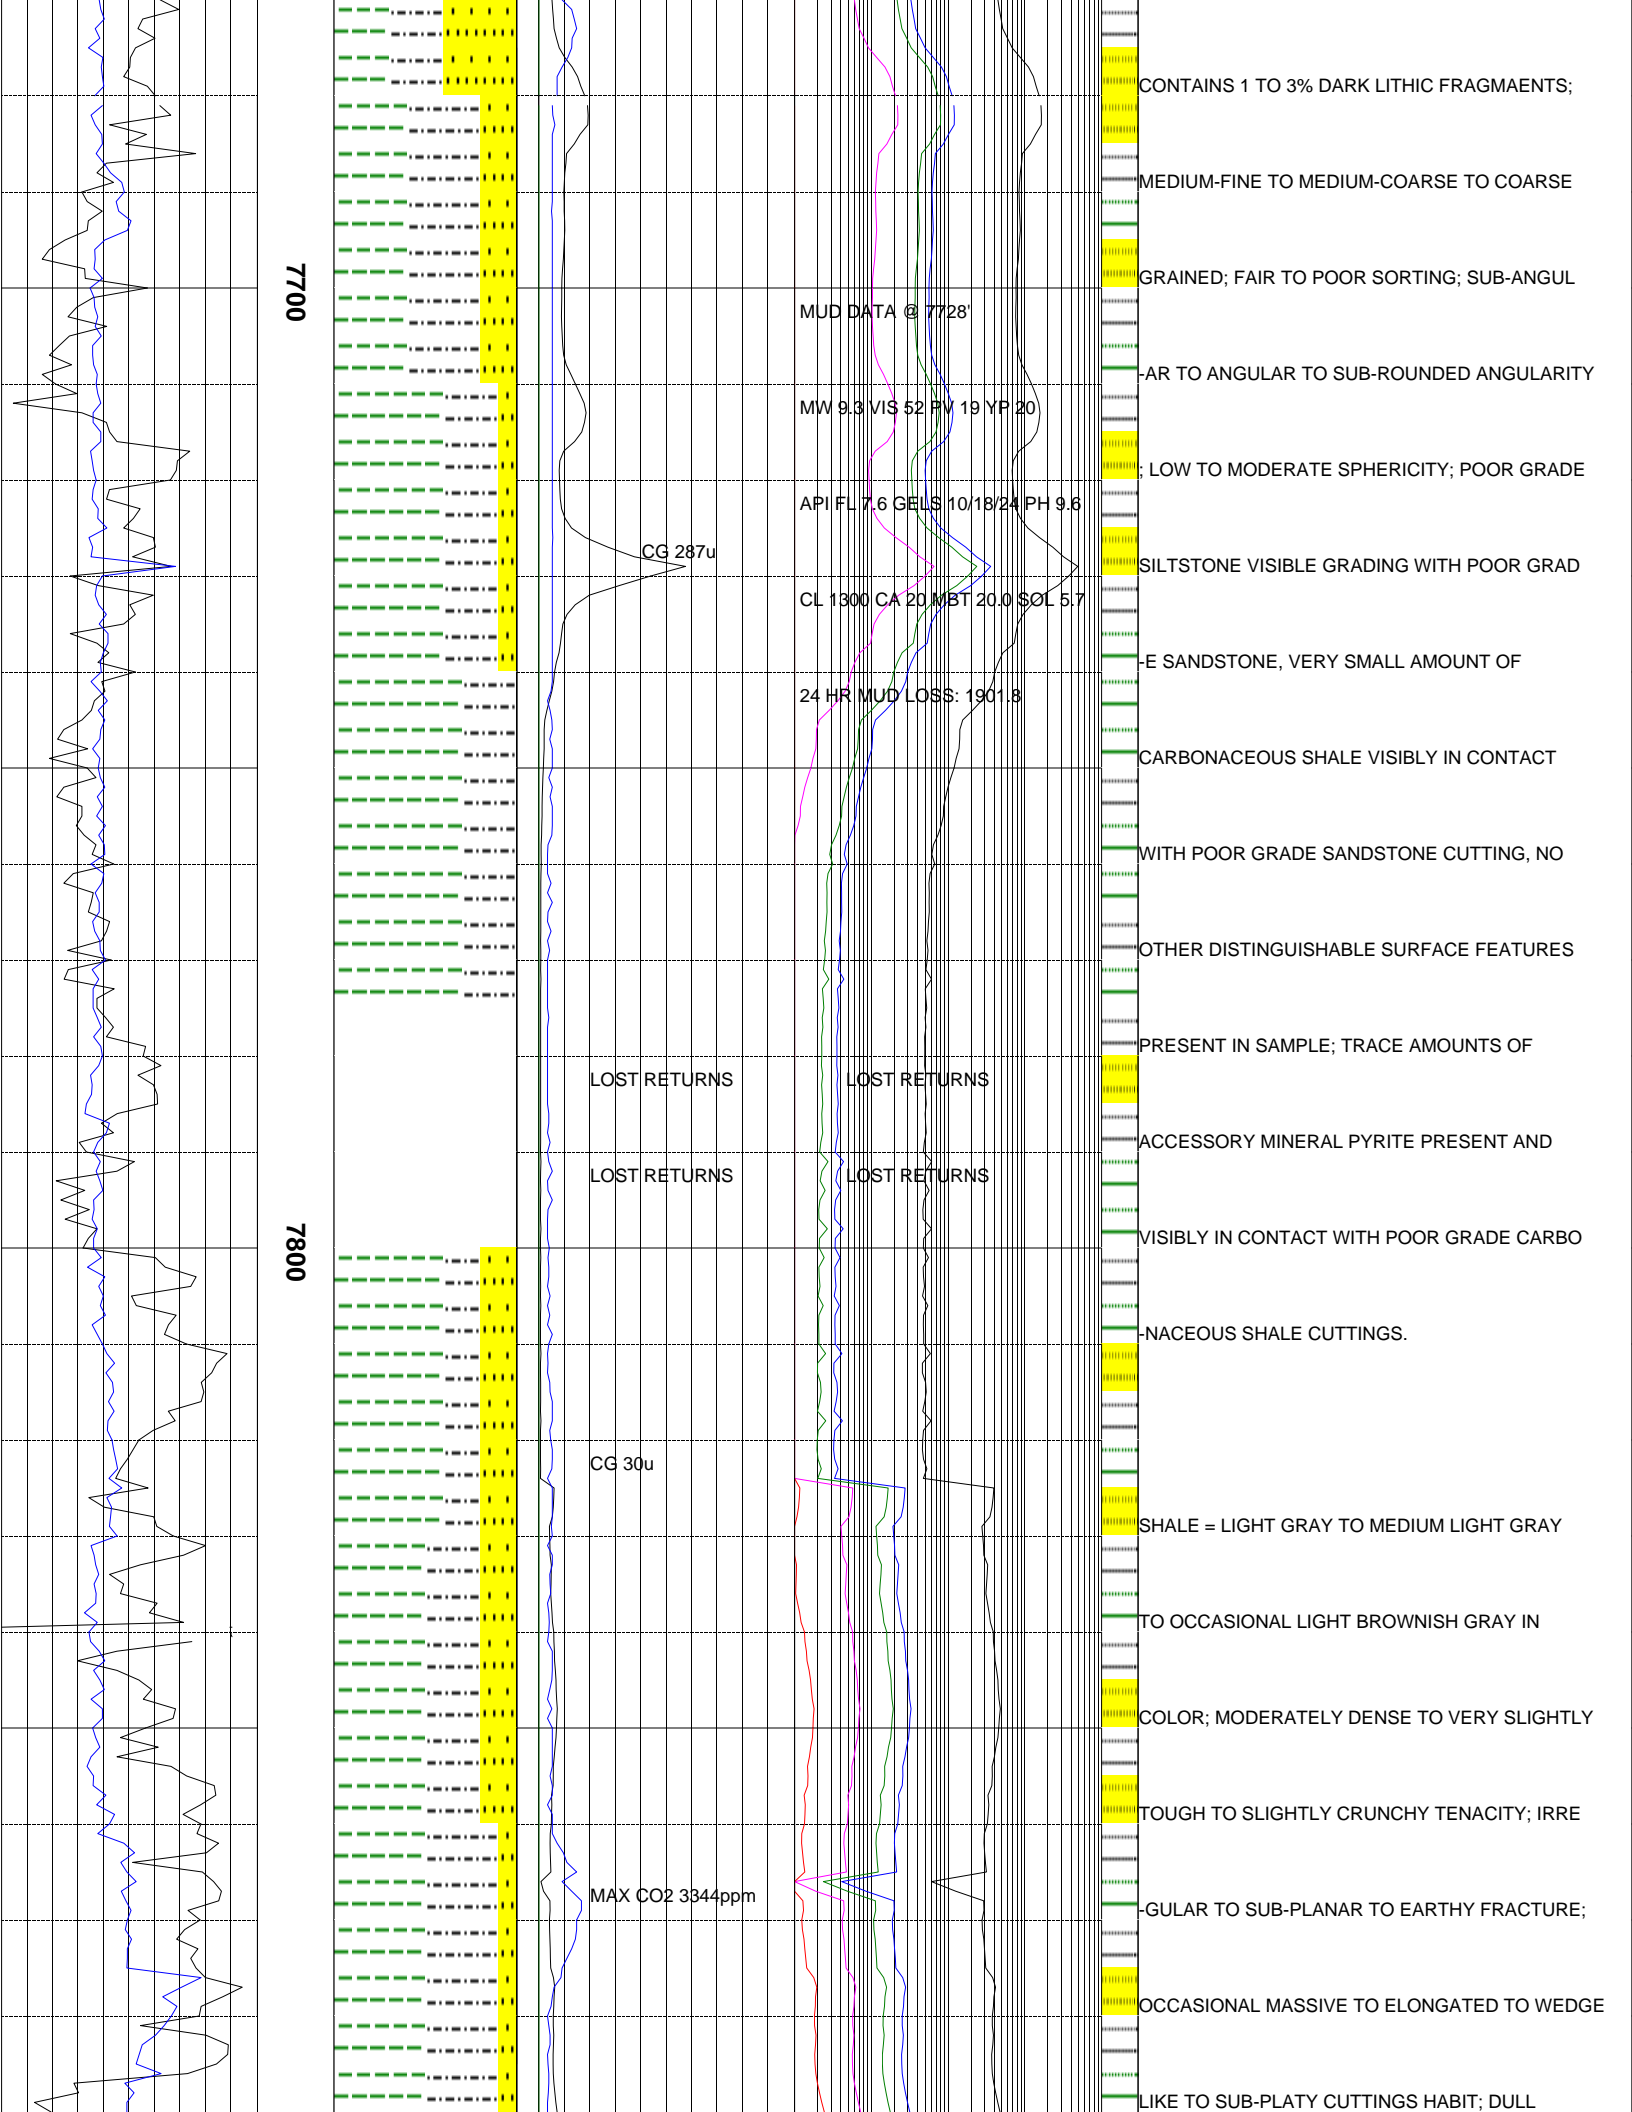 CONTAINS 1 TO 3% DARK LITHIC FRAGMAENTS;
MEDIUM-FINE TO MEDIUM-COARSE TO COARSE
7700
GRAINED; FAIR TO POOR SORTING; SUB-ANGUL
MUD DATA @ 7728'
-AR TO ANGULAR TO SUB-ROUNDED ANGULARITY
MW 9.3 VIS 52 PV 19 YP 20
; LOW TO MODERATE SPHERICITY; POOR GRADE
API FL 7.6 GELS 10/18/24 PH 9.6
CG 287u
SILTSTONE VISIBLE GRADING WITH POOR GRAD
CL 1300 CA 20 MBT 20.0 SOL 5.7
-E SANDSTONE, VERY SMALL AMOUNT OF
24 HR MUD LOSS: 1901.8
CARBONACEOUS SHALE VISIBLY IN CONTACT
WITH POOR GRADE SANDSTONE CUTTING, NO
OTHER DISTINGUISHABLE SURFACE FEATURES
PRESENT IN SAMPLE; TRACE AMOUNTS OF
LOST RETURNS LOST RETURNS
ACCESSORY MINERAL PYRITE PRESENT AND
LOST RETURNS LOST RETURNS
7800
VISIBLY IN CONTACT WITH POOR GRADE CARBO
-NACEOUS SHALE CUTTINGS.
CG 30u
SHALE = LIGHT GRAY TO MEDIUM LIGHT GRAY
TO OCCASIONAL LIGHT BROWNISH GRAY IN
COLOR; MODERATELY DENSE TO VERY SLIGHTLY
TOUGH TO SLIGHTLY CRUNCHY TENACITY; IRRE
MAX CO2 3344ppm
-GULAR TO SUB-PLANAR TO EARTHY FRACTURE;
OCCASIONAL MASSIVE TO ELONGATED TO WEDGE
LIKE TO SUB-PLATY CUTTINGS HABIT; DULL